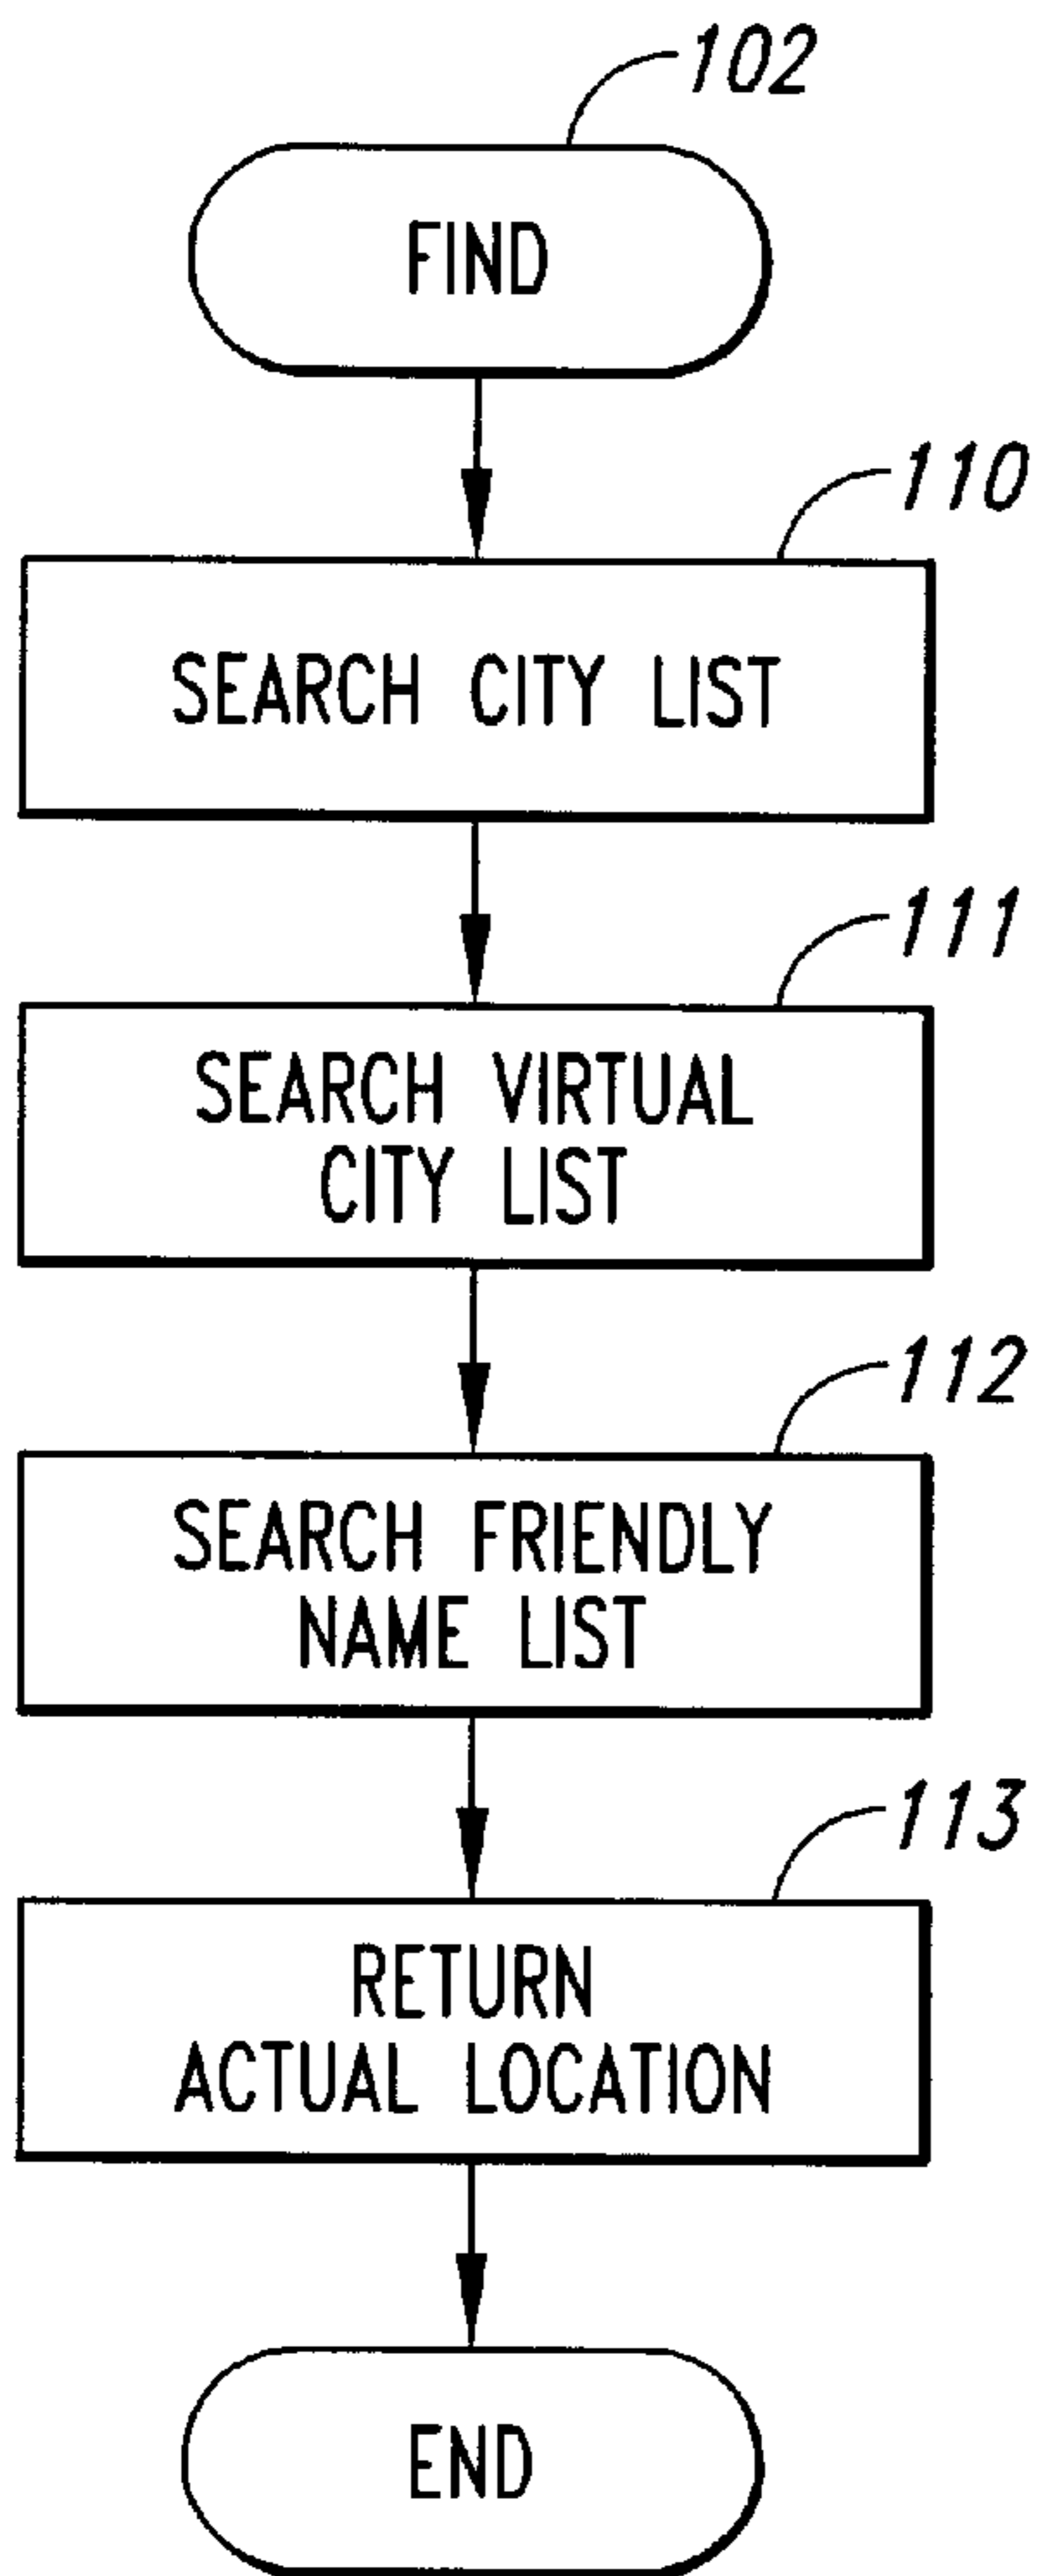 102
FIND
110
SEARCH CITY LIST
111
SEARCH VIRTUAL
CITY LIST
112
SEARCH FRIENDLY
NAME LIST
113
RETURN
ACTUAL LOCATION
END